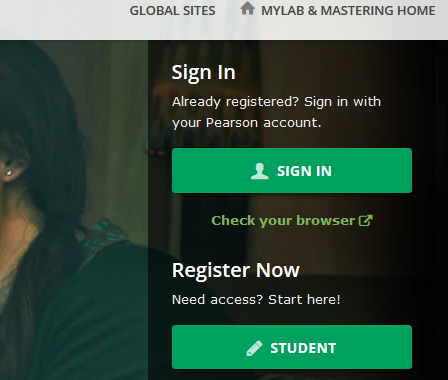 GLOBAL SITES MYLAB & MASTERING HOME
Sign In
Already registered? Sign in with
your Pearson account.
SIGN IN
Check your browser
Register Now
Need access? Start here!
STUDENT